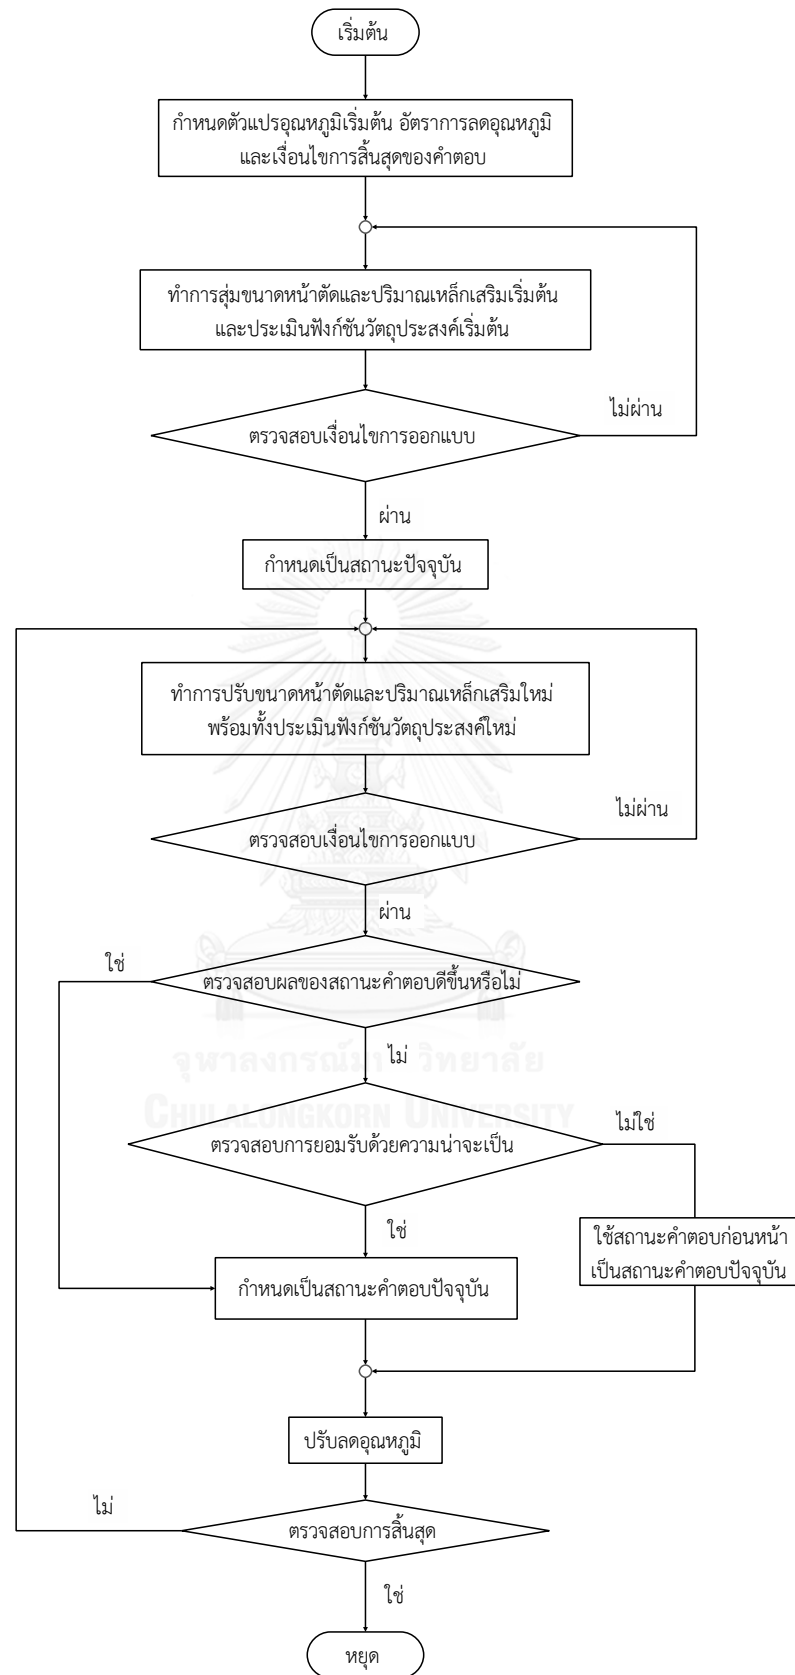 เริ่มต้น
กำหนดตัวแปรอุณหภูมิเริ่มต้น อัตราการลดอุณหภูมิ
และเงื่อนไขการสิ้นสุดของคำตอบ
ทำการสุ่มขนาดหน้าตัดและปริมาณเหล็กเสริมเริ่มต้น
และประเมินฟังก์ชันวัตถุประสงค์เริ่มต้น
ไม่ผ่าน
ตรวจสอบเงื่อนไขการออกแบบ
ผ่าน
กำหนดเป็นสถานะปัจจุบัน
ทำการปรับขนาดหน้าตัดและปริมาณเหล็กเสริมใหม่
พร้อมทั้งประเมินฟังก์ชันวัตถุประสงค์ใหม่
ไม่ผ่าน
ตรวจสอบเงื่อนไขการออกแบบ
ผ่าน
ใช่
ตรวจสอบผลของสถานะคำตอบดีขึ้นหรือไม่
ไม่
จุฬาลงกรณ์มา วิทยาลัย
CHULALONGKORN UNIVERSITY
ไม่ใช่
ตรวจสอบการยอมรับด้วยความน่าจะเป็น
ใช่
ใช้สถานะคำตอบก่อนหน้า
เป็นสถานะคำตอบปัจจุบัน
กำหนดเป็นสถานะคำตอบปัจจุบัน
ปรับลดอุณหภูมิ
ไม่
ตรวจสอบการสิ้นสุด
ใช่
หยุด